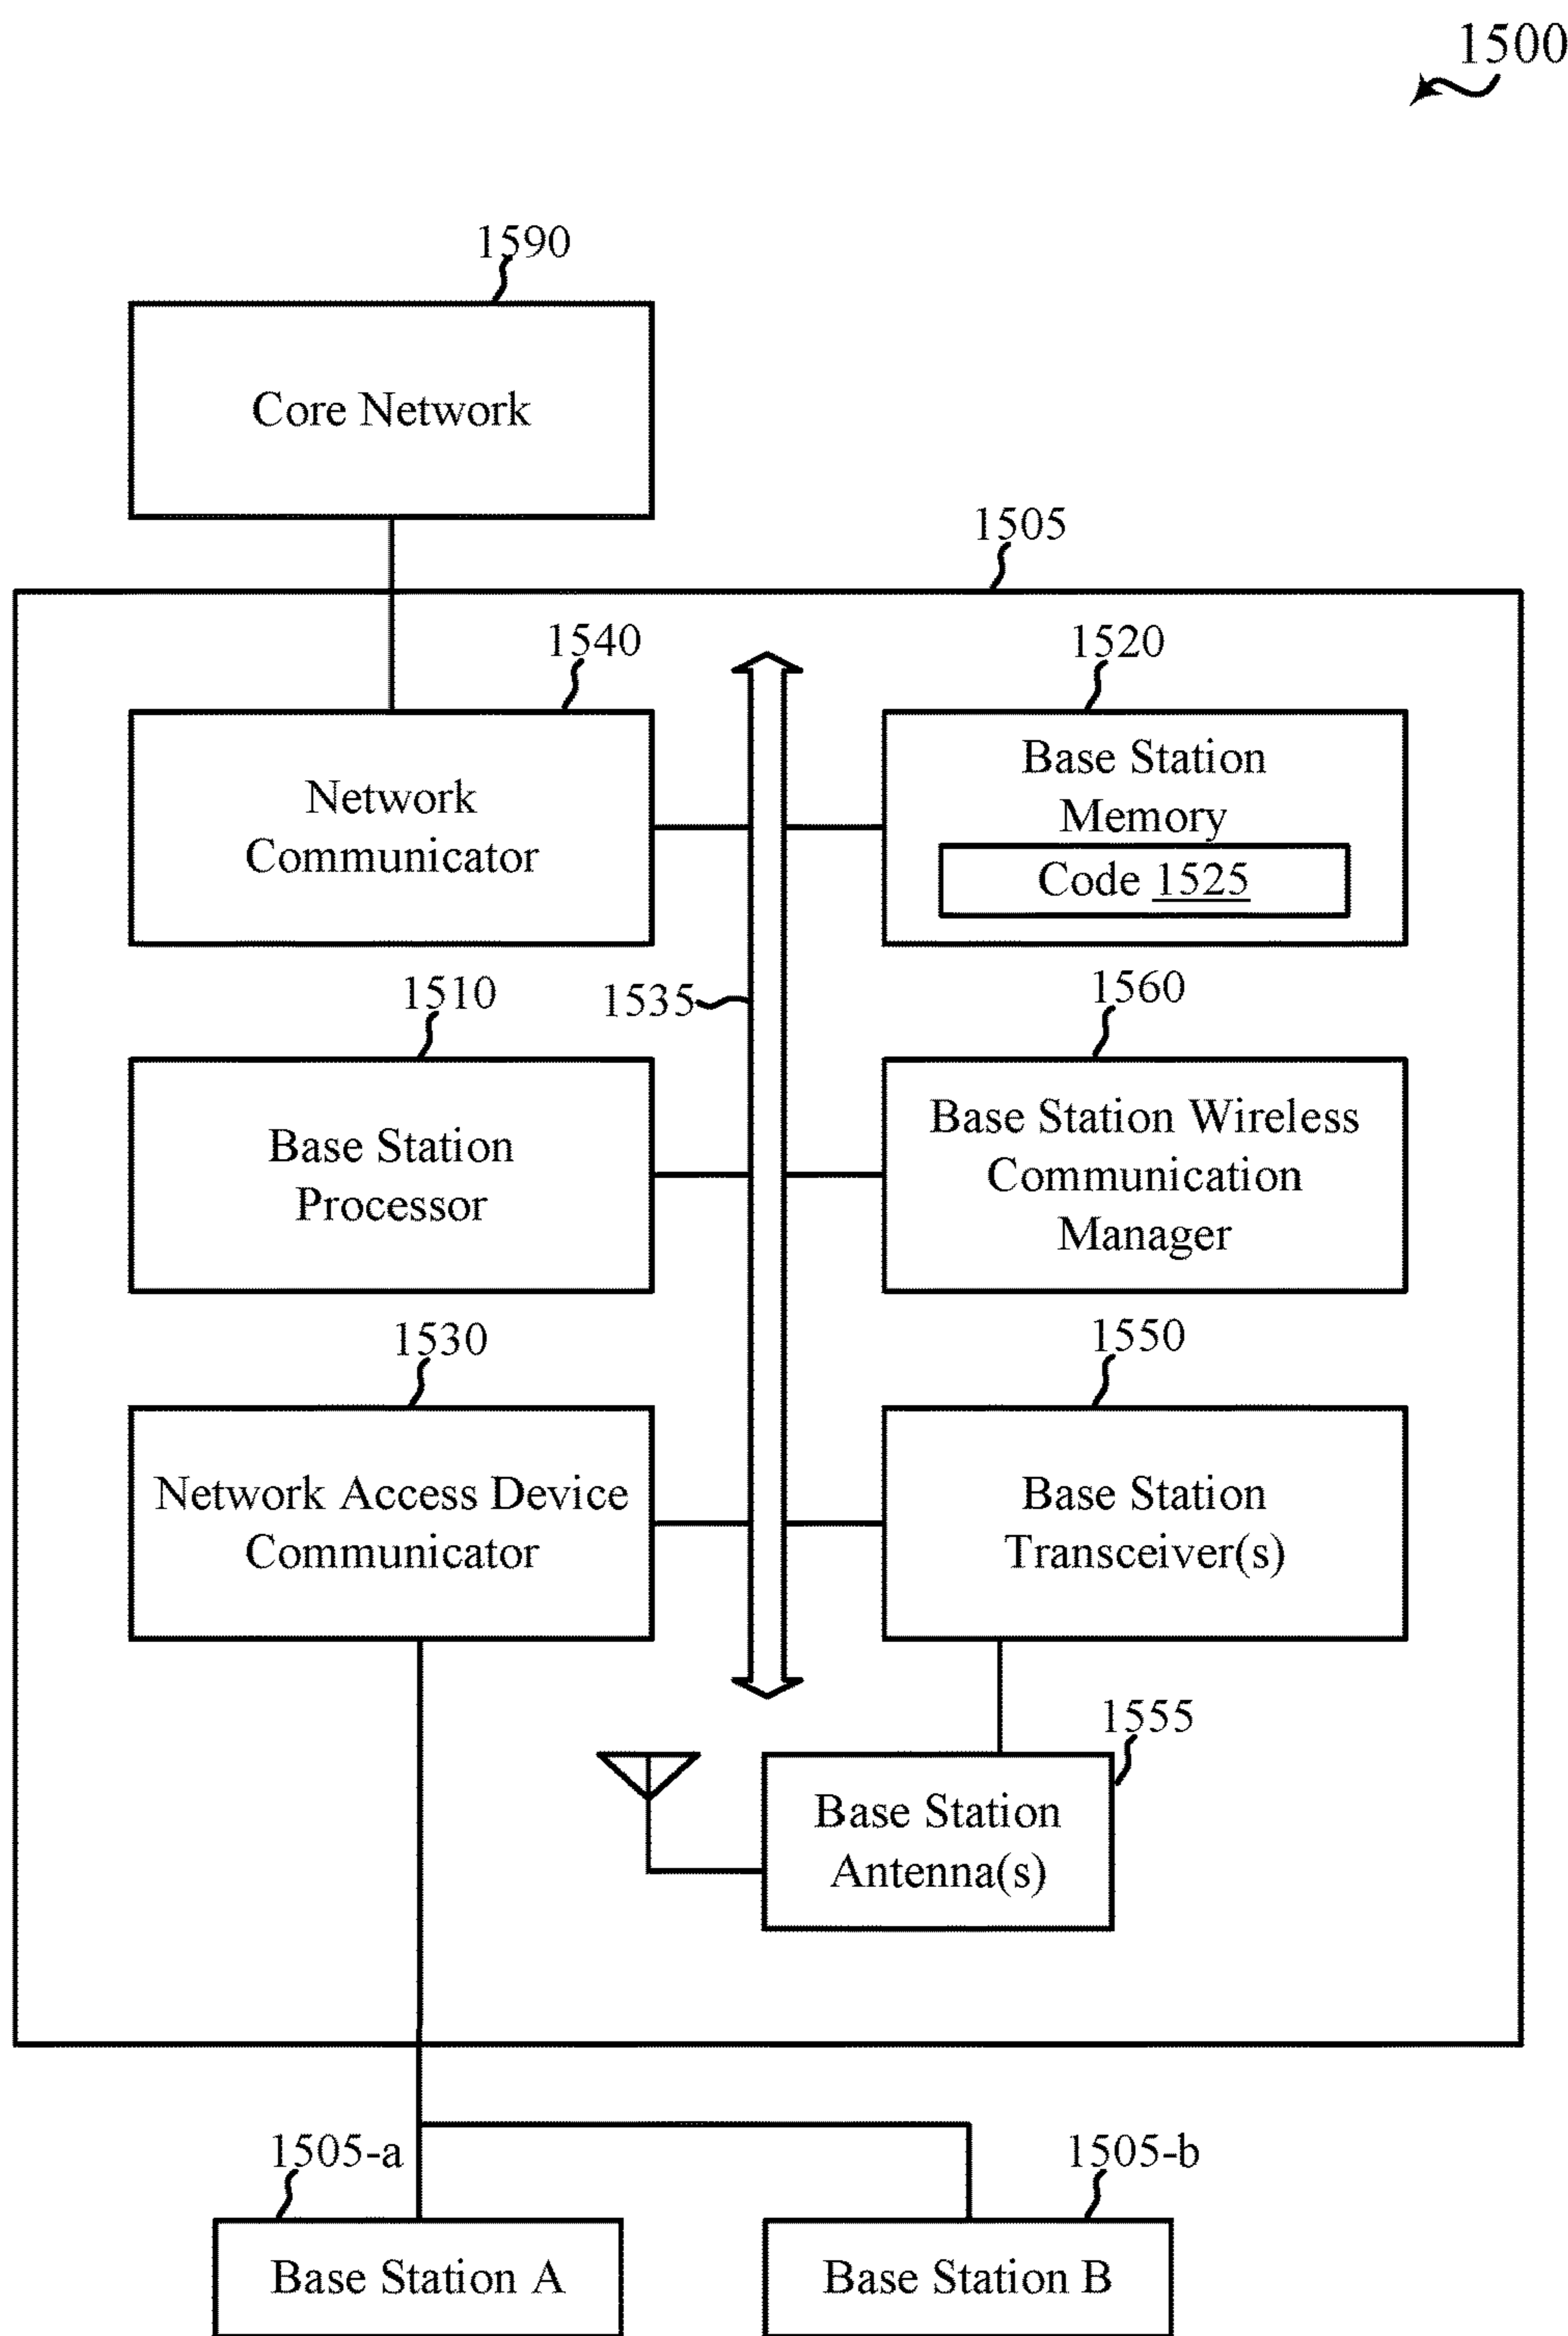 1500
1590
Core Network
1505
1540
Network
Communicator
1520
Base Station
Memory
Code 1525
1510
Base Station
Processor
1535
1560
Base Station Wireless
Communication
Manager
1530
Network Access Device
Communicator
1550
Base Station
Transceiver(s)
1555
Base Station
Antenna(s)
1505-a
Base Station A
1505-b
Base Station B